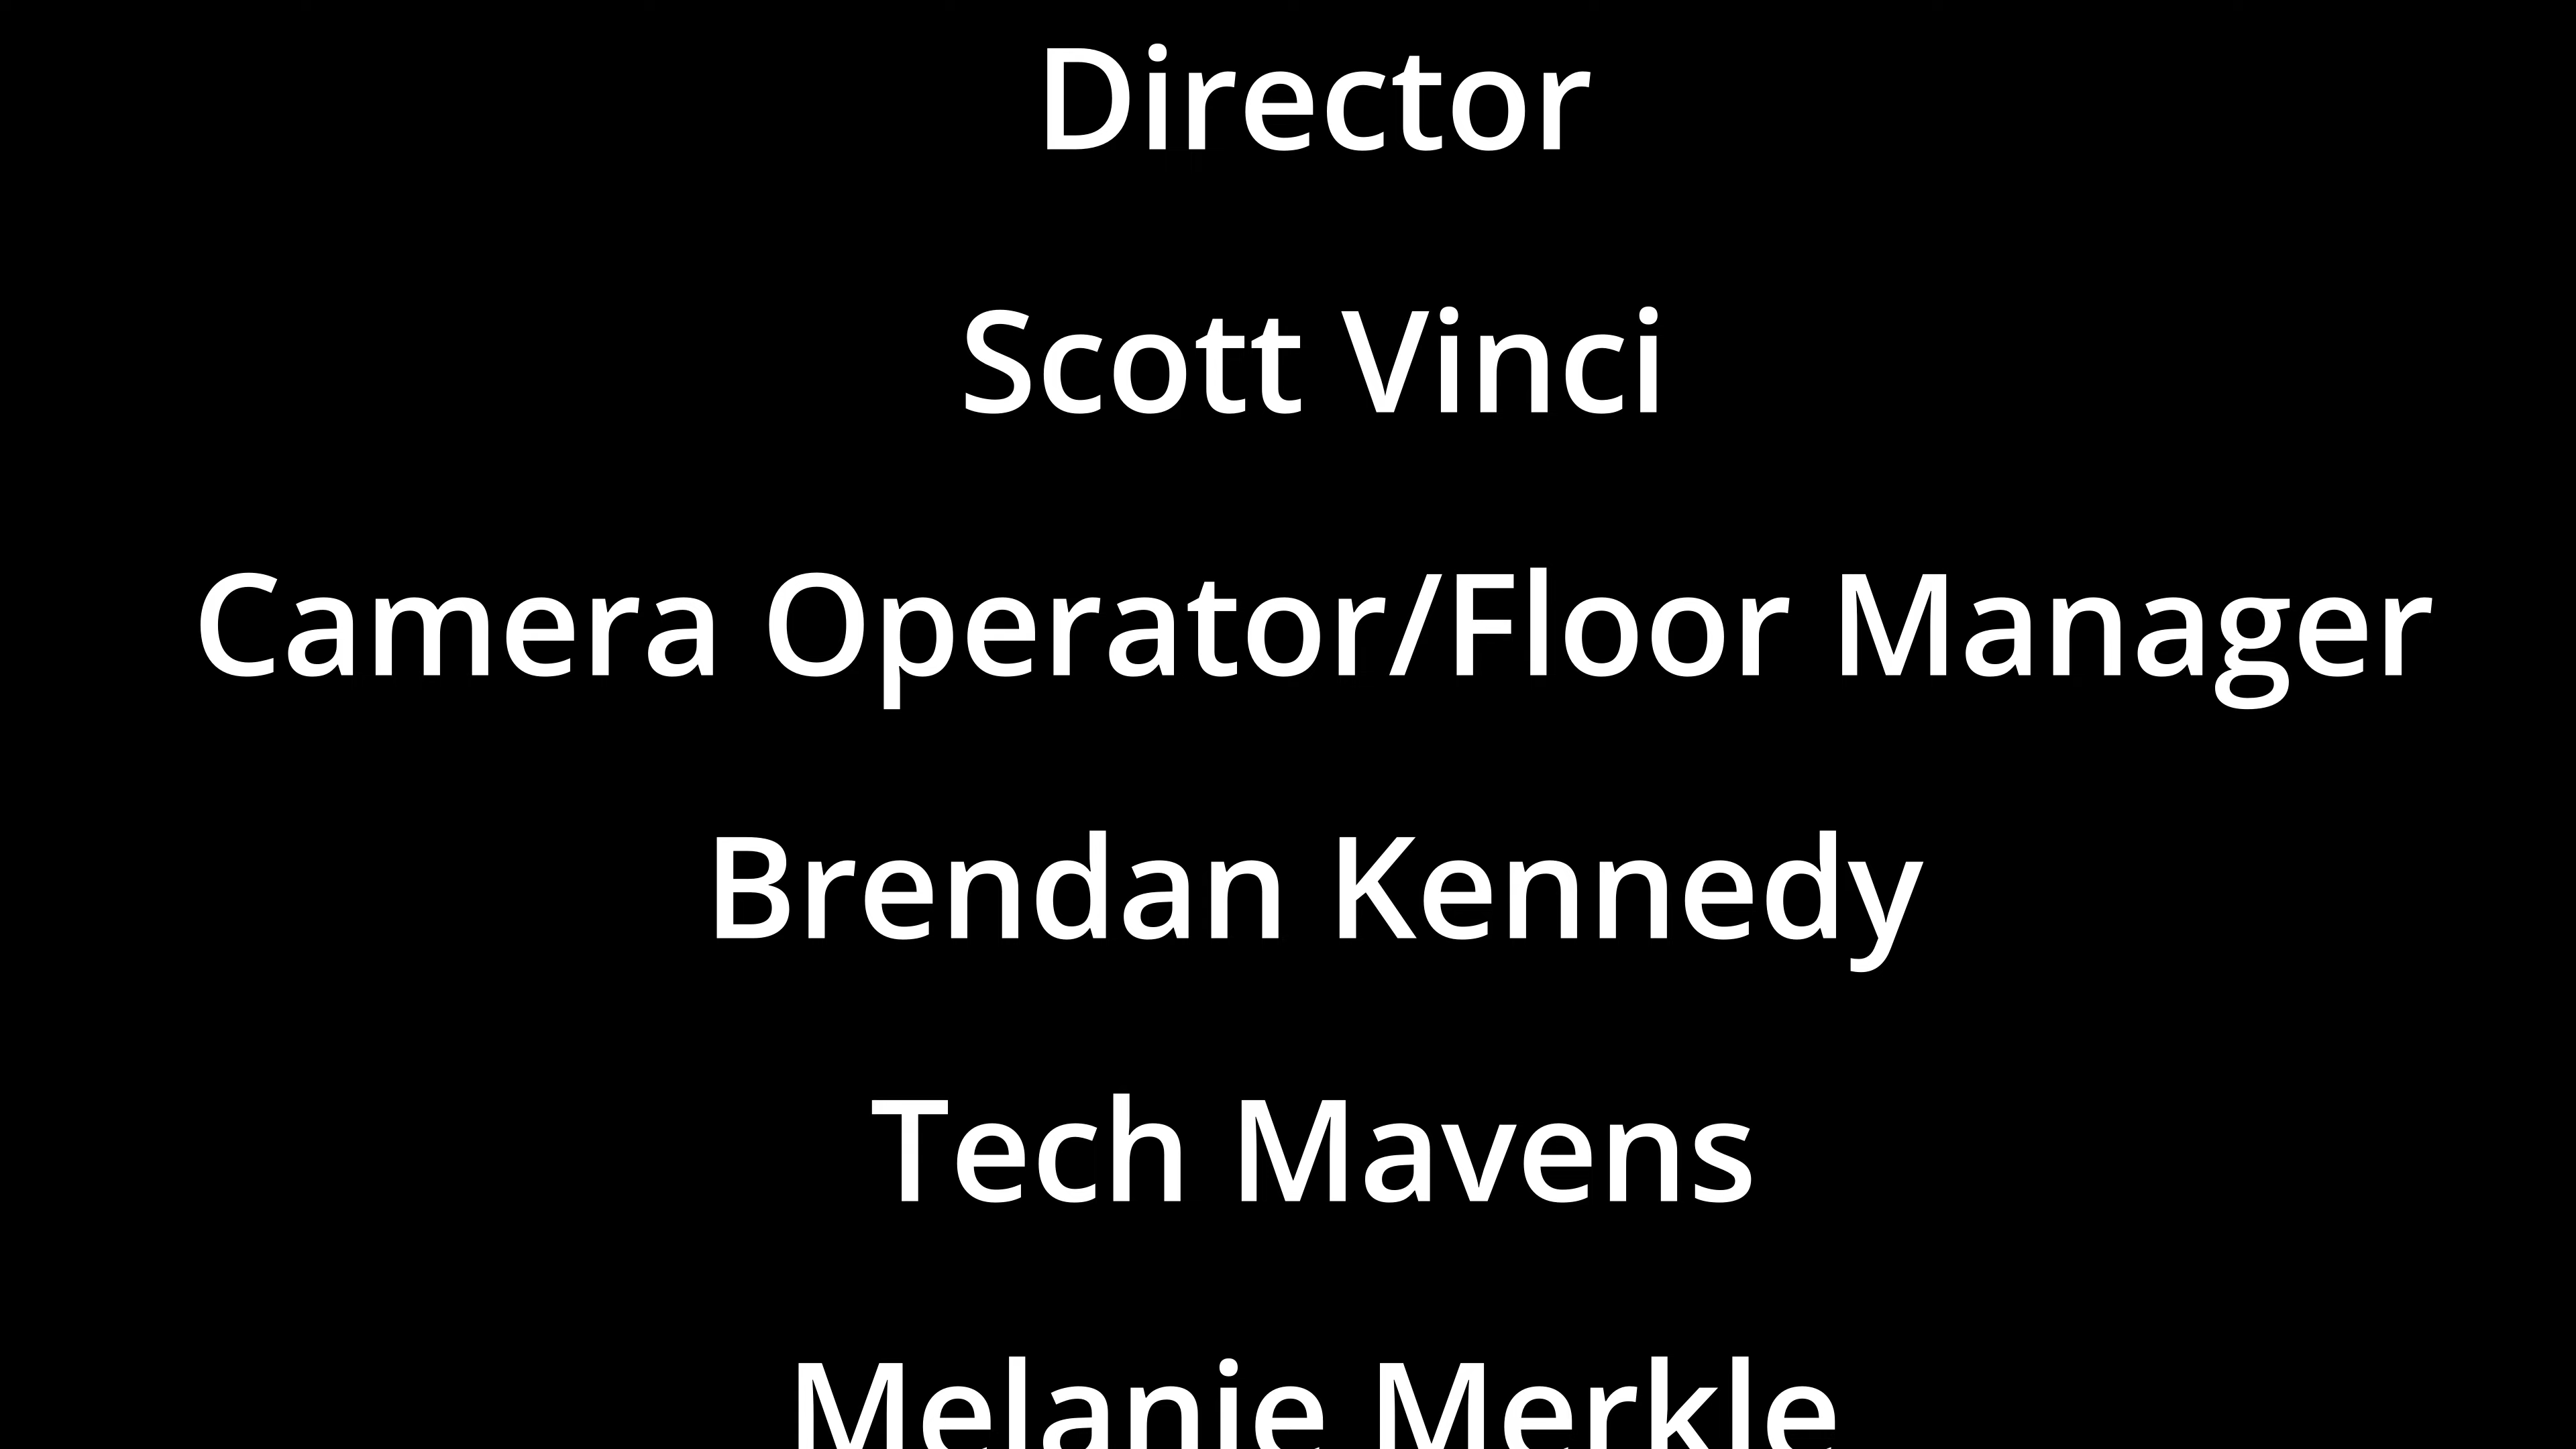 Director
Scott Vinci
Camera Operator/Floor Manager
Brendan Kennedy
Tech Mavens
Melanie Merkle